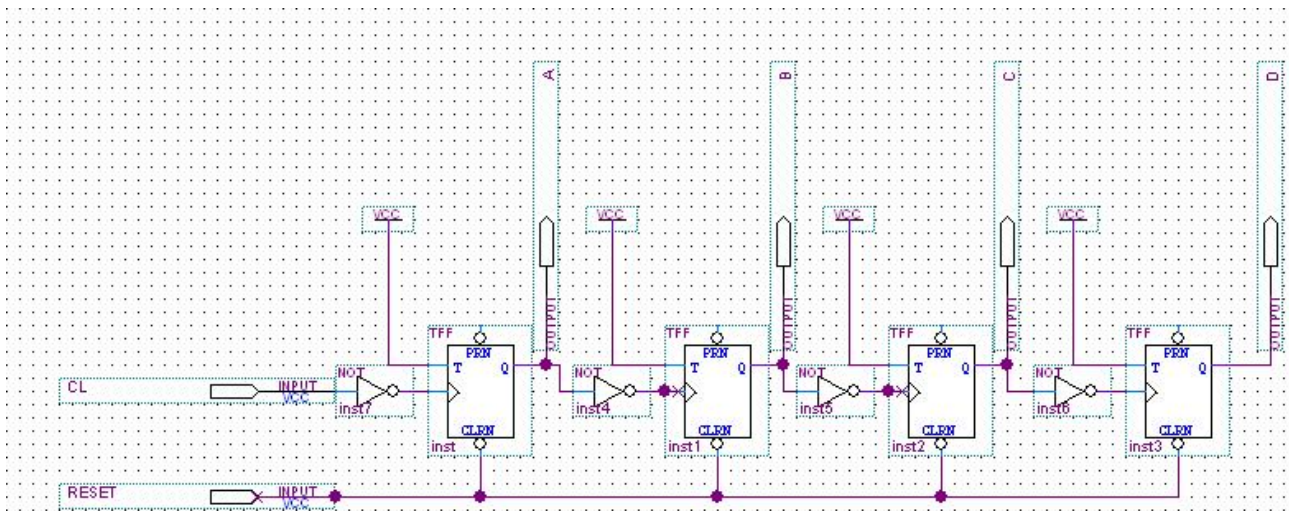 A
B
C
D
VCC
VCC
VCC
VCC
OUTPUT
OUTPUT
OUTPUT
OUTPUT
TFF
TFF
TFF
TFF
PRN
PRN
PRN
PRN
T Q
T Q
T Q
T Q
CL
INPUT
VCC
NOT
NOT
NOT
NOT
inst7
inst4
inst5
inst6
CLRN
CLRN
CLRN
CLRN
inst
inst1
inst2
inst3
RESET
INPUT
VCC